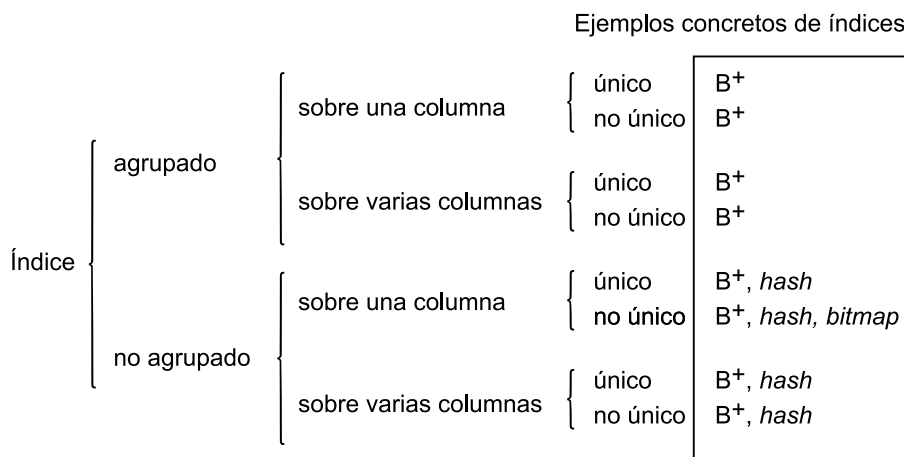 Ejemplos concretos de índices
único B+
sobre una columna
no único B+
agrupado
único B+
sobre varias columnas
no único B+
Índice
único B+, hash
sobre una columna
no único B+, hash, bitmap
no agrupado
único B+, hash
sobre varias columnas
no único B+, hash